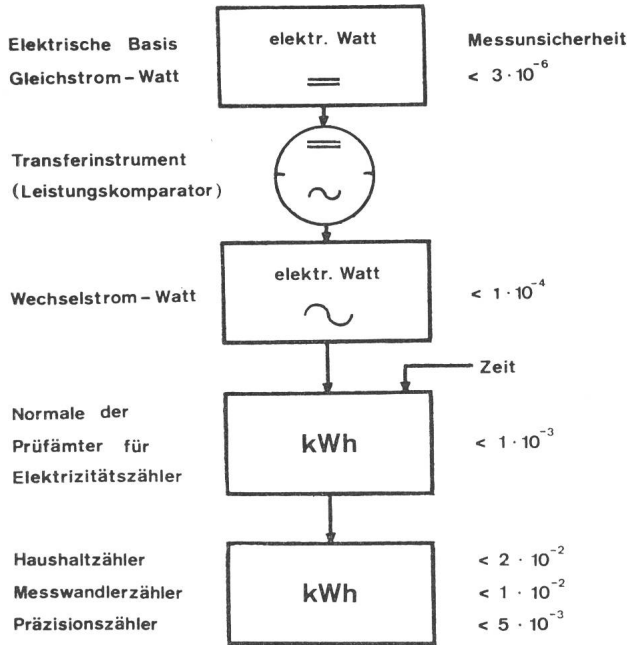 Elektrische Basis
Gleichstrom – Watt
elektr. Watt
Messunsicherheit
< 3 · 10⁻⁶
Transferinstrument
(Leistungskomparator)
Wechselstrom – Watt
elektr. Watt
< 1 · 10⁻⁴
Zeit
Normale der
Prüfämter für
Elektrizitätszähler
kWh
< 1 · 10⁻³
Haushaltzähler
Messwandlerzähler
Präzisionszähler
kWh
< 2 · 10⁻²
< 1 · 10⁻²
< 5 · 10⁻³